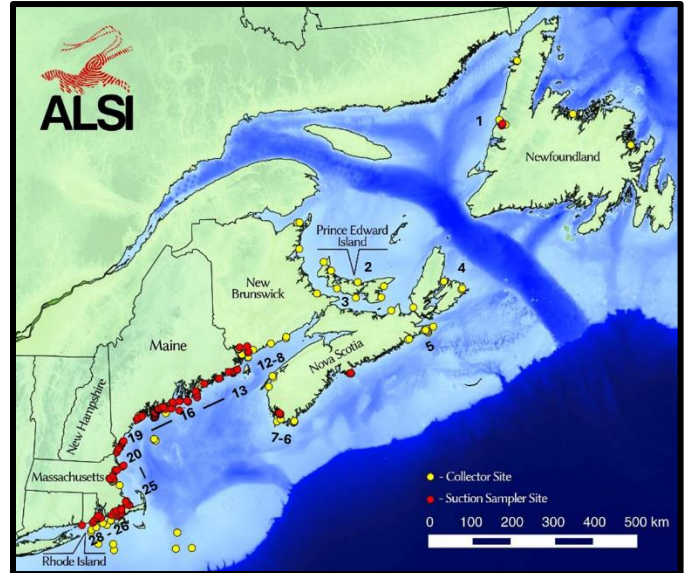 ALSI
1
Newfoundland
Prince Edward
Island
2
New
Brunswick
3
4
Maine
Nova Scotia
5
12-8
13
16
New Hampshire
19
7-6
20
Massachusetts
25
28 - 26
Rhode Island
- Collector Site
- Suction Sampler Site
0 100 200 300 400 500 km